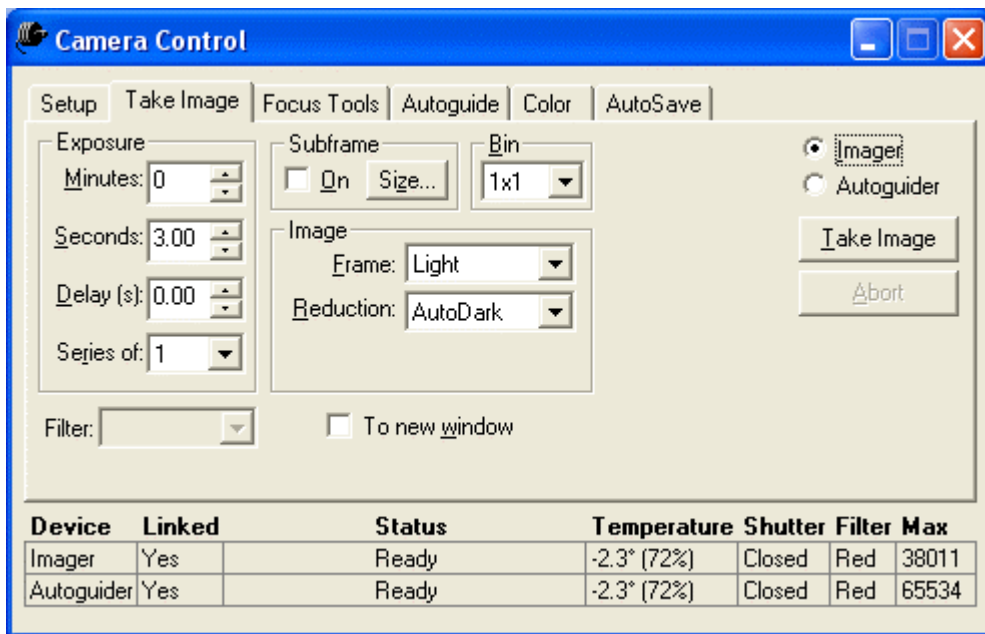 Camera Control
Setup Take Image Focus Tools Autoguide Color AutoSave
Exposure Subframe Bin Imager
Minutes: 0 On Size... 1x1 Autoguider
Seconds: 3.00 Image Take Image
Frame: Light
Delay (s): 0.00 Reduction: AutoDark Abort
Series of: 1
Filter: To new window
Device Linked Status Temperature Shutter Filter Max
Imager Yes Ready -2.3° (72%) Closed Red 38011
Autoguider Yes Ready -2.3° (72%) Closed Red 65534